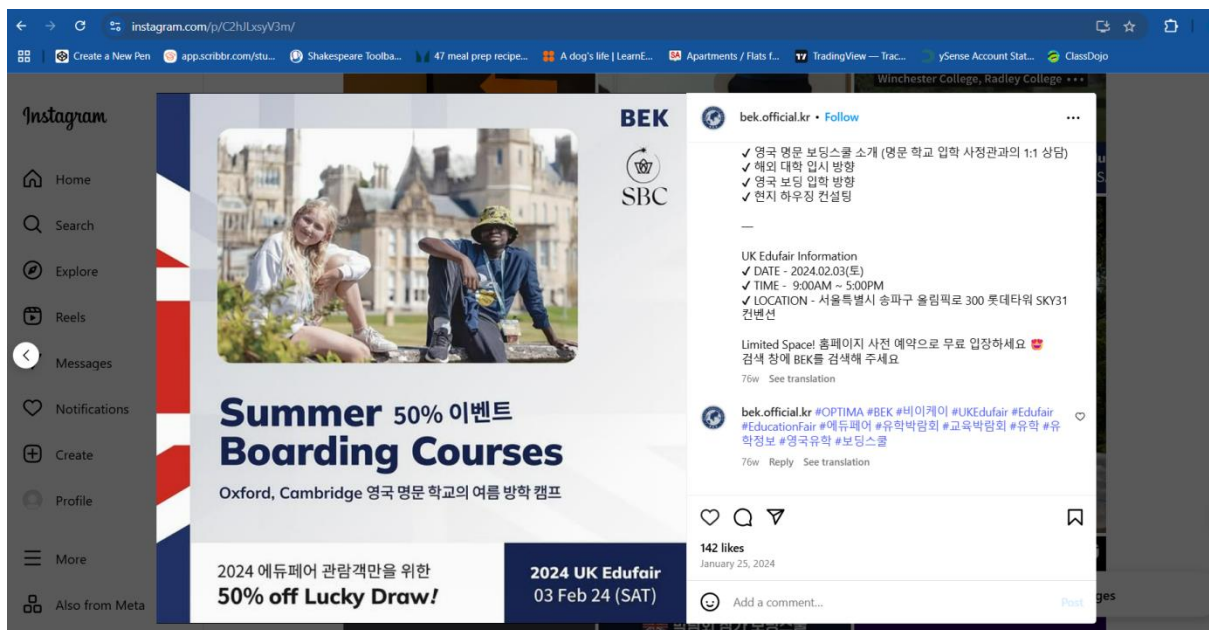 instagram.com/p/C2hJLxsyV3m/
Create a New Pen
app.scribbr.com/stu...
Shakespeare Toolba...
47 meal prep recipe...
A dog's life | LearnE...
Apartments / Flats f...
TradingView — Trac...
ySense Account Stat...
ClassDojo
Winchester College, Radley College
Instagram
Home
Search
Explore
Reels
Messages
Notifications
Create
Profile
More
Also from Meta
BEK
SBC
Summer 50% 이벤트
Boarding Courses
Oxford, Cambridge 영국 명문 학교의 여름 방학 캠프
2024 에듀페어 관람객만을 위한
50% off Lucky Draw!
2024 UK Edufair
03 Feb 24 (SAT)
bek.official.kr • Follow
✓ 영국 명문 보딩스쿨 소개 (명문 학교 입학 사정관과의 1:1 상담)
✓ 해외 대학 입시 방향
✓ 영국 보딩 입학 방향
✓ 현지 하우징 컨설팅
—
UK Edufair Information
✓ DATE - 2024.02.03(토)
✓ TIME - 9:00AM ~ 5:00PM
✓ LOCATION - 서울특별시 송파구 올림픽로 300 롯데타워 SKY31
컨벤션
Limited Space! 홈페이지 사전 예약으로 무료 입장하세요
검색 창에 BEK를 검색해 주세요
76w See translation
bek.official.kr #OPTIMA #BEK #비이케이 #UKEdufair #Edufair
#EducationFair #에듀페어 #유학박람회 #교육박람회 #유학 #유
학정보 #영국유학 #보딩스쿨
76w Reply See translation
142 likes
January 25, 2024
Add a comment...
Post